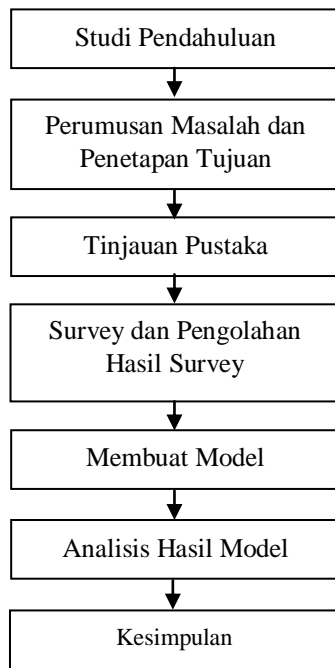 Studi Pendahuluan
Perumusan Masalah dan
Penetapan Tujuan
Tinjauan Pustaka
Survey dan Pengolahan
Hasil Survey
Membuat Model
Analisis Hasil Model
Kesimpulan